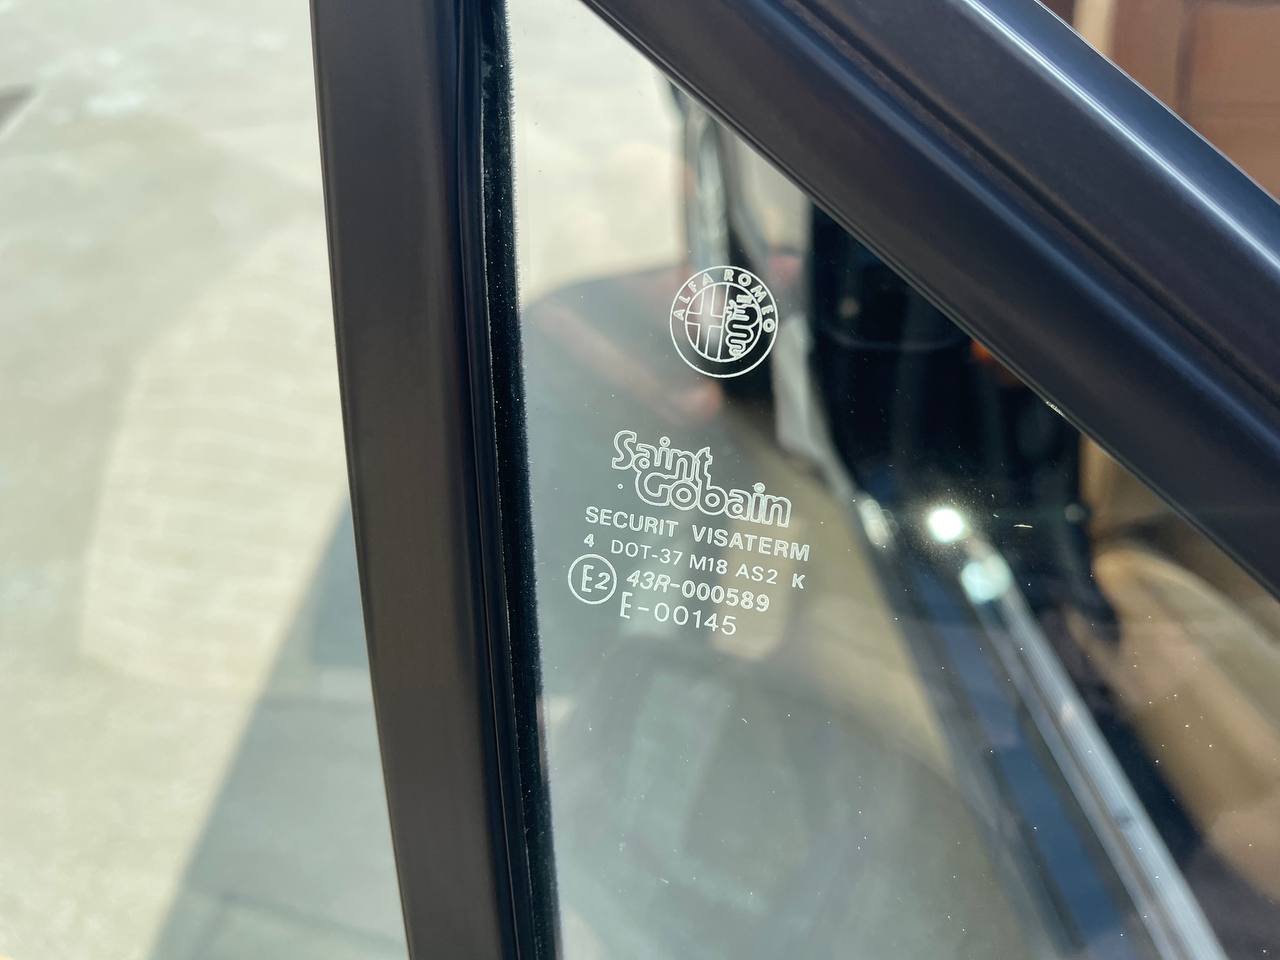 ALFA ROMEO
Saint
Gobain
SECURIT VISATERM
4 DOT-37 M18 AS2 K
E2 43R-000589
E-00145